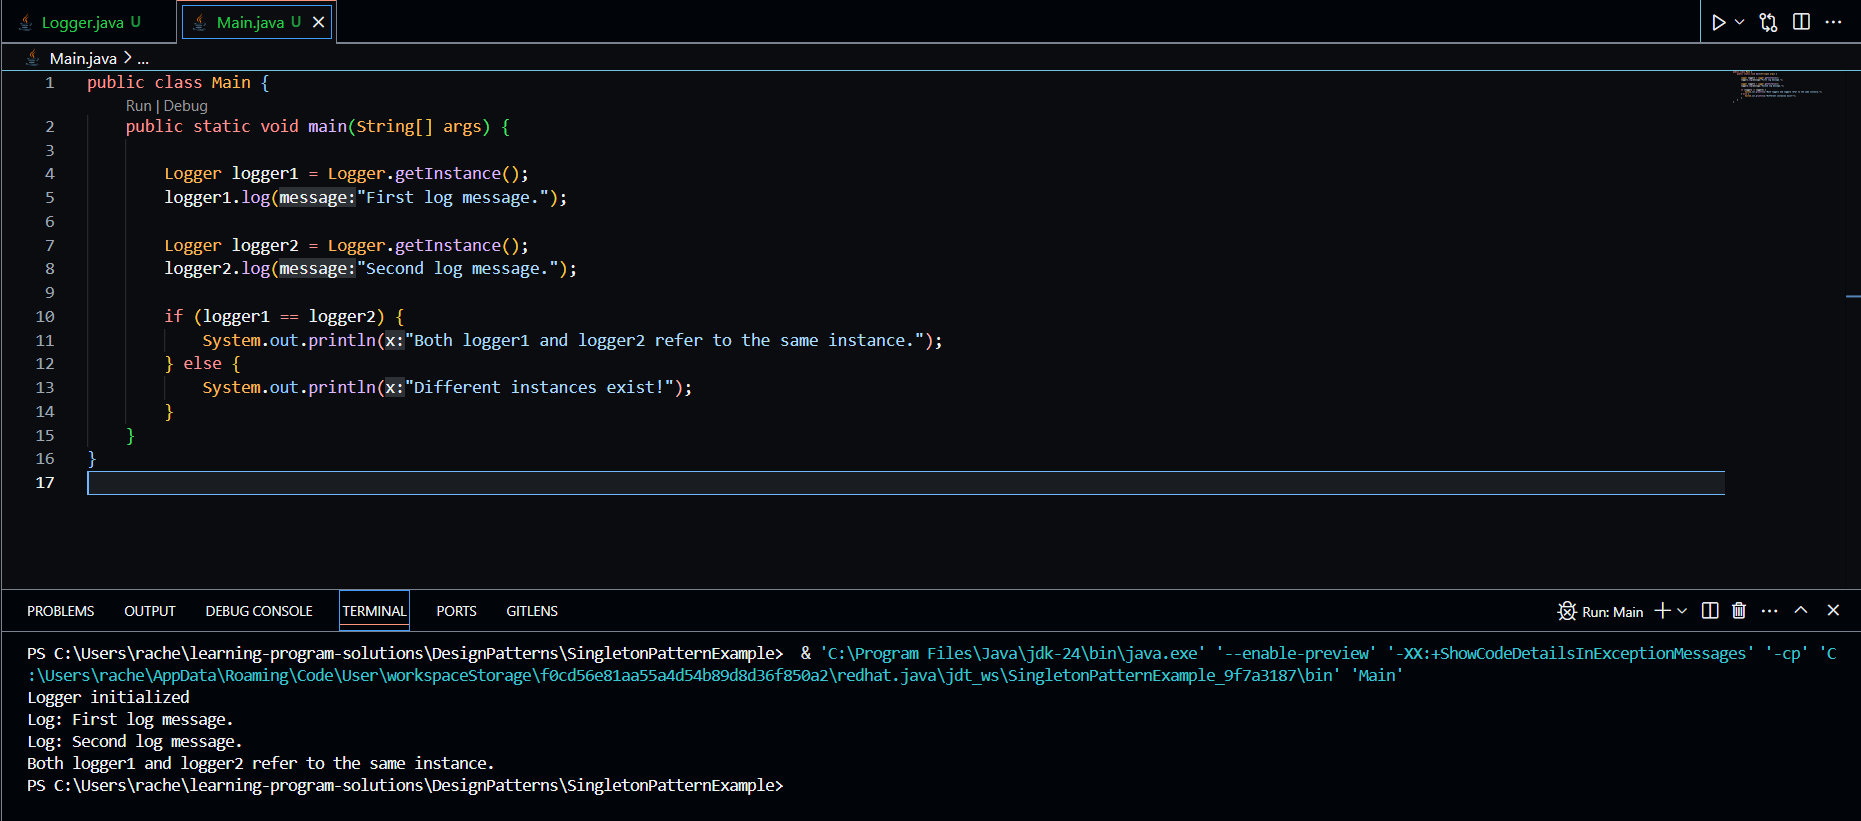 Logger.java U Main.java U
Main.java > ...
1 public class Main {
Run | Debug
2 public static void main(String[] args) {
3
4 Logger logger1 = Logger.getInstance();
5 logger1.log(message:"First log message.");
6
7 Logger logger2 = Logger.getInstance();
8 logger2.log(message:"Second log message.");
9
10 if (logger1 == logger2) {
11 System.out.println(x:"Both logger1 and logger2 refer to the same instance.");
12 } else {
13 System.out.println(x:"Different instances exist!");
14 }
15 }
16 }
17
PROBLEMS OUTPUT DEBUG CONSOLE TERMINAL PORTS GITLENS Run: Main
PS C:\Users\rache\learning-program-solutions\DesignPatterns\SingletonPatternExample> & 'C:\Program Files\Java\jdk-24\bin\java.exe' '--enable-preview' '-XX:+ShowCodeDetailsInExceptionMessages' '-cp' 'C
:\Users\rache\AppData\Roaming\Code\User\workspaceStorage\f0cd56e81aa55a4d54b89d8d36f850a2\redhat.java\jdt_ws\SingletonPatternExample_9f7a3187\bin' 'Main'
Logger initialized
Log: First log message.
Log: Second log message.
Both logger1 and logger2 refer to the same instance.
PS C:\Users\rache\learning-program-solutions\DesignPatterns\SingletonPatternExample>